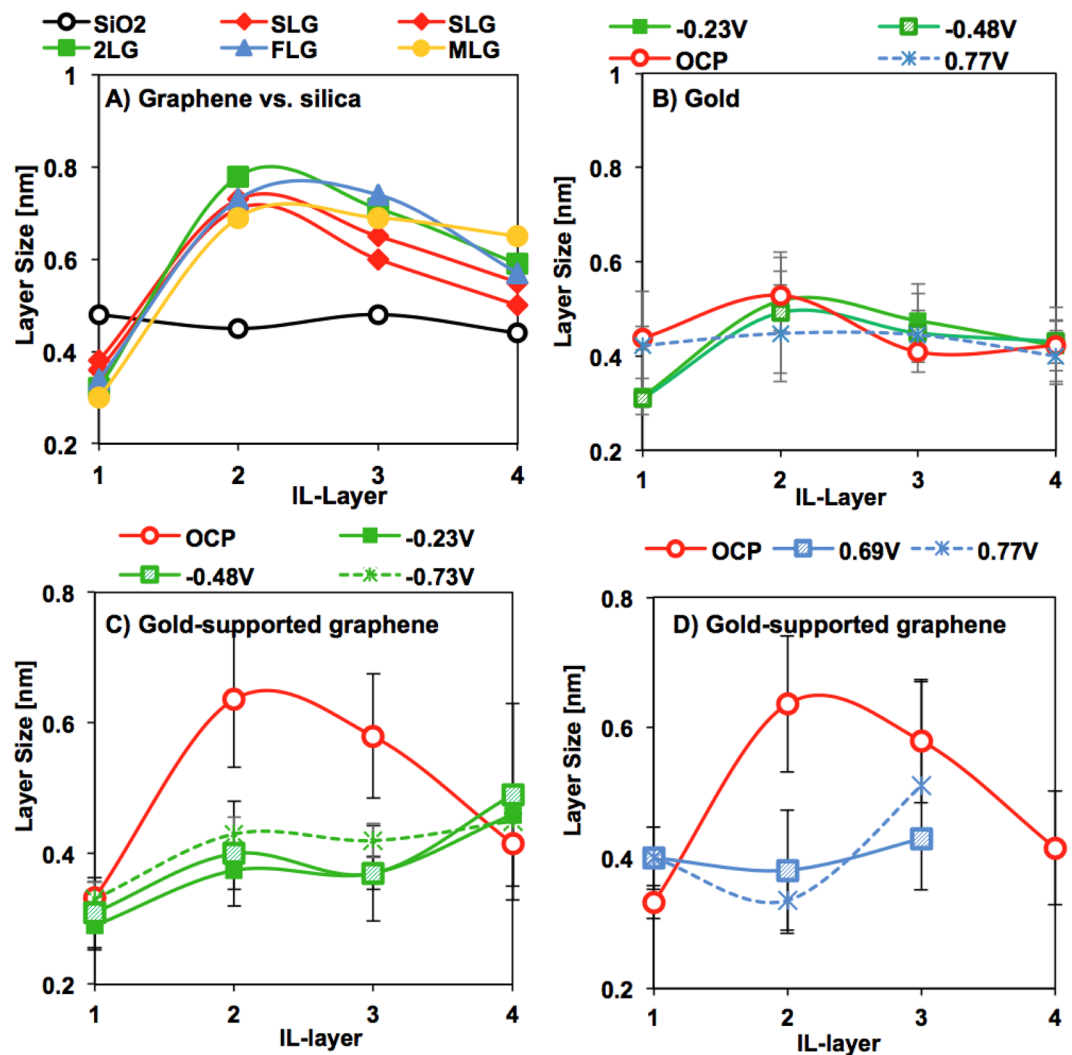 SiO2 SLG SLG
2LG FLG MLG
A) Graphene vs. silica
Layer Size [nm]
1
0.8
0.6
0.4
0.2
1 2 3 4
IL-Layer
-0.23V -0.48V
OCP 0.77V
B) Gold
Layer Size [nm]
1
0.8
0.6
0.4
0.2
1 2 3 4
IL-Layer
OCP -0.23V
-0.48V -0.73V
C) Gold-supported graphene
Layer Size [nm]
0.8
0.6
0.4
0.2
1 2 3 4
IL-layer
OCP 0.69V 0.77V
D) Gold-supported graphene
Layer Size [nm]
0.8
0.6
0.4
0.2
1 2 3 4
IL-layer